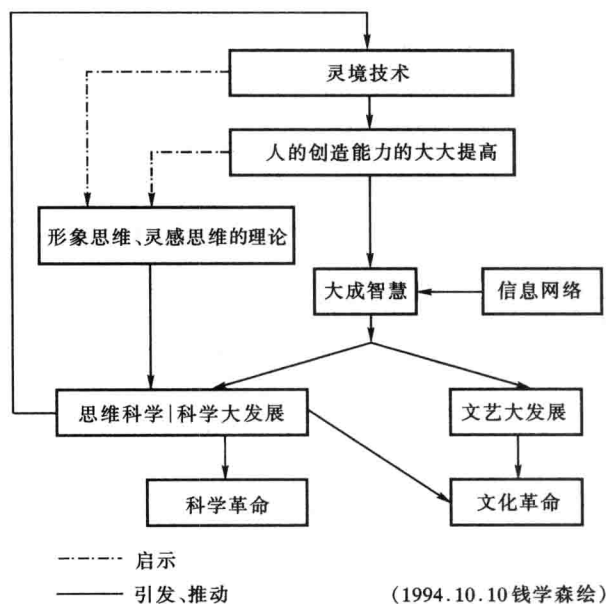 灵境技术
人的创造能力的大大提高
形象思维、灵感思维的理论
大成智慧
信息网络
思维科学|科学大发展
文艺大发展
科学革命
文化革命
启示
引发、推动
(1994.10.10钱学森绘)